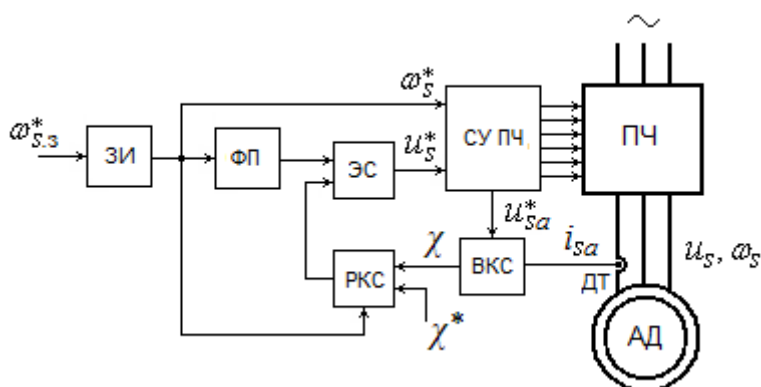 ~
ω*s.з
ЗИ
ФП
ЭС
ω*s
u*s
СУ ПЧ
ПЧ
u*sa
χ
ВКС
isa
РКС
χ*
ДТ
us, ωs
АД